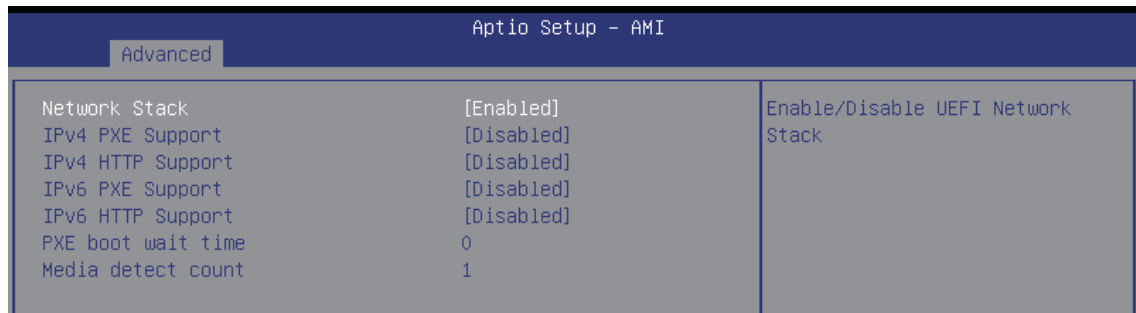 Aptio Setup – AMI
Advanced
Network Stack [Enabled]
IPv4 PXE Support [Disabled]
IPv4 HTTP Support [Disabled]
IPv6 PXE Support [Disabled]
IPv6 HTTP Support [Disabled]
PXE boot wait time 0
Media detect count 1
Enable/Disable UEFI Network
Stack